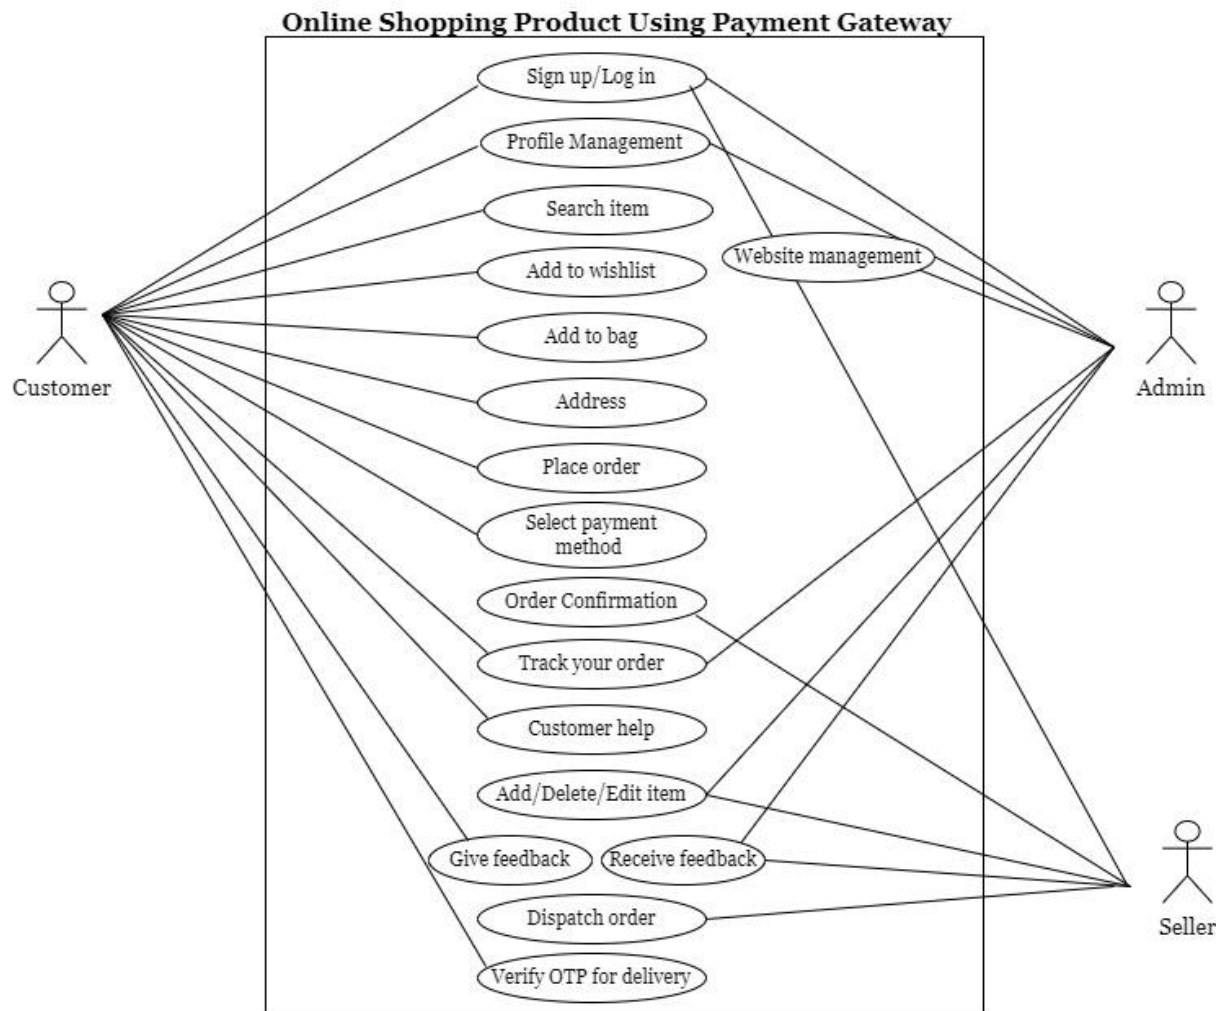 Online Shopping Product Using Payment Gateway
Sign up/Log in
Profile Management
Search item
Website management
Add to wishlist
Add to bag
Customer
Admin
Address
Place order
Select payment
method
Order Confirmation
Track your order
Customer help
Add/Delete/Edit item
Give feedback
Receive feedback
Dispatch order
Seller
Verify OTP for delivery